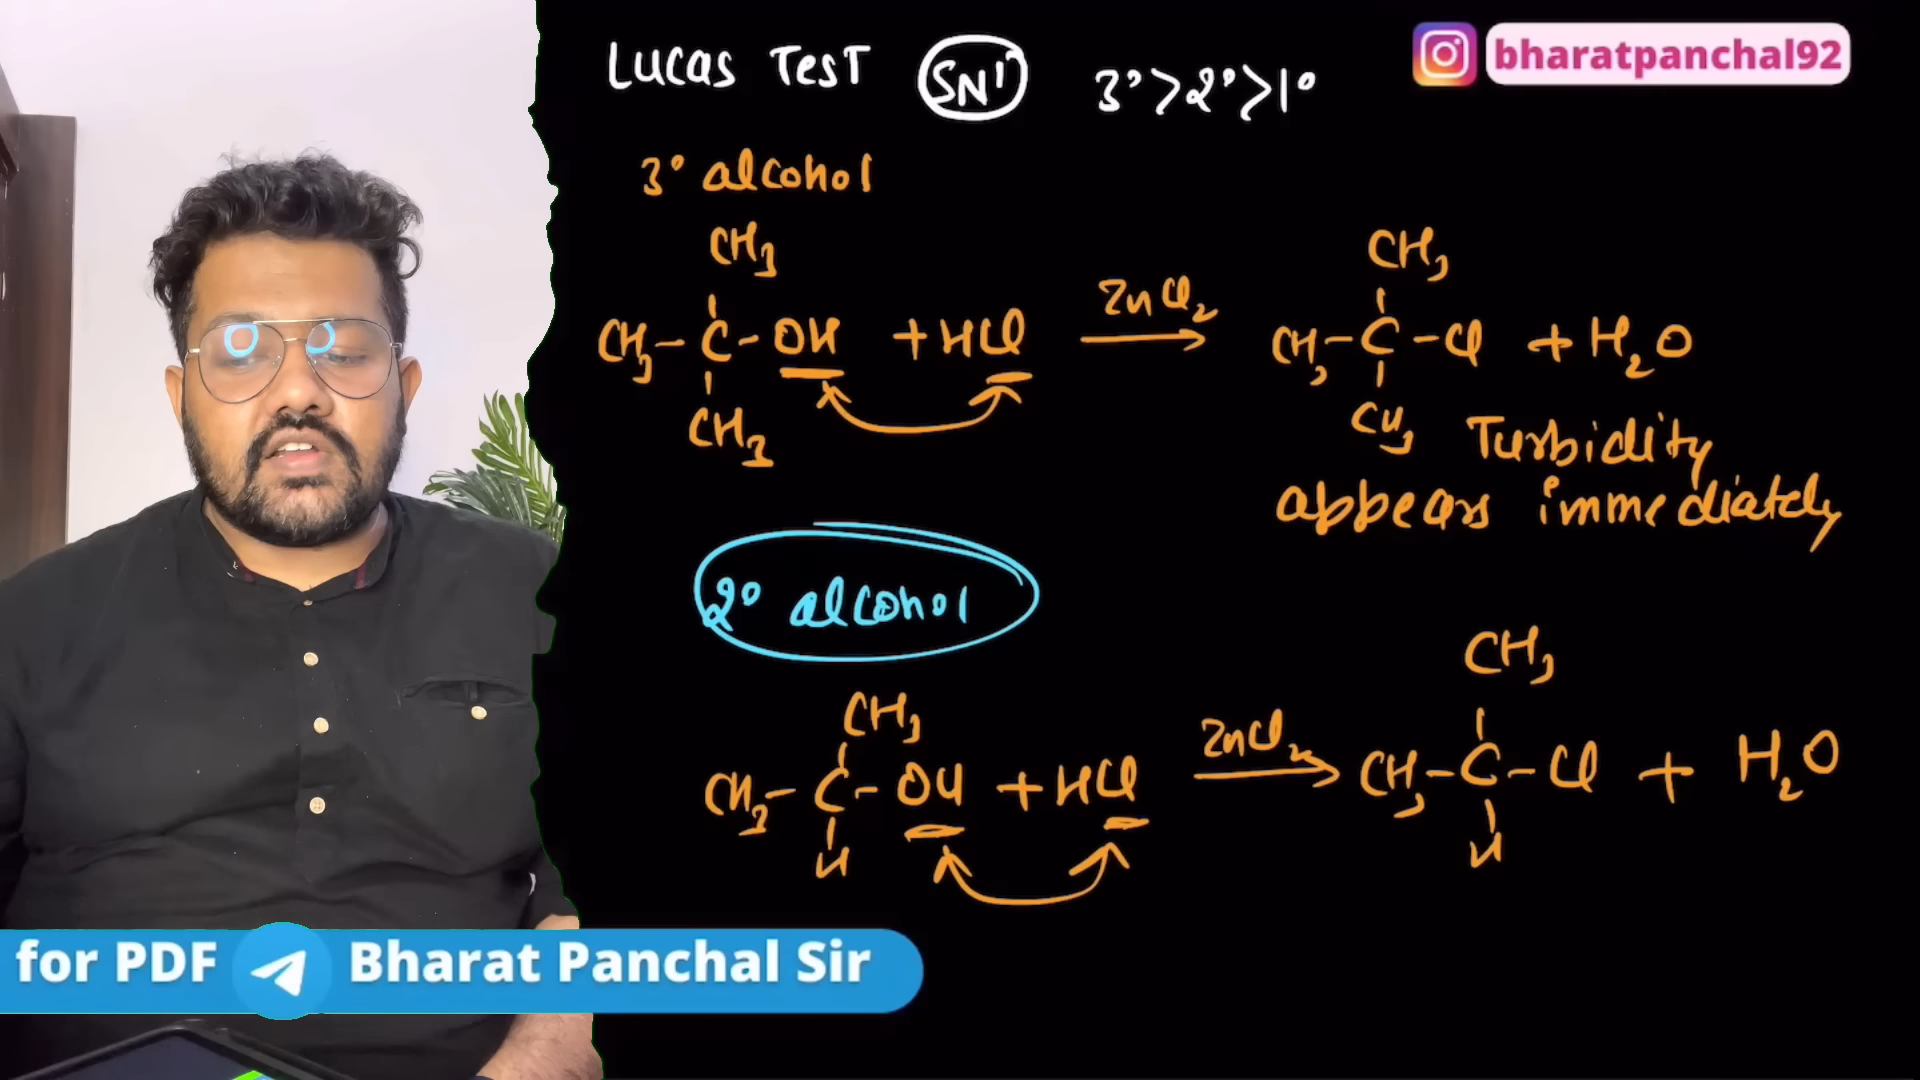 LUCAS TEST SN1 3°>2°>1°
bharatpanchal92
3° alcohol
CH3
CH3
CH3-C-OH +HCl ZnCl2 CH3-C-Cl +H2O
CH3
CH3
Turbidity
appears immediately
2° alcohol
CH3
CH3
CH3-C-OH +HCl ZnCl2 CH3-C-Cl + H2O
H
H
for PDF Bharat Panchal Sir